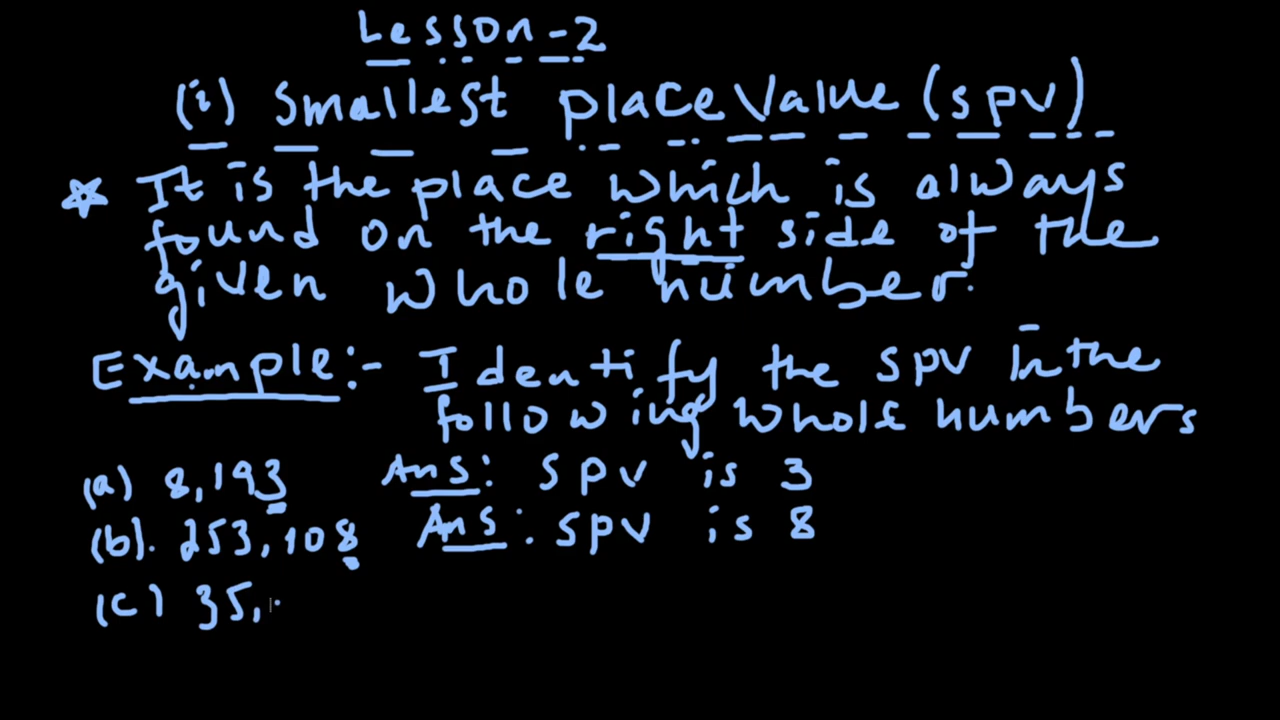 Lesson-2
(i) Smallest place Value (spv)
☆ It is the place which is always
found on the right side of the
given whole number.
Example:- Identify the spv in the
following whole numbers
(a) 8,193 Ans: spv is 3
(b). 253,108 Ans: spv is 8
(c) 35,